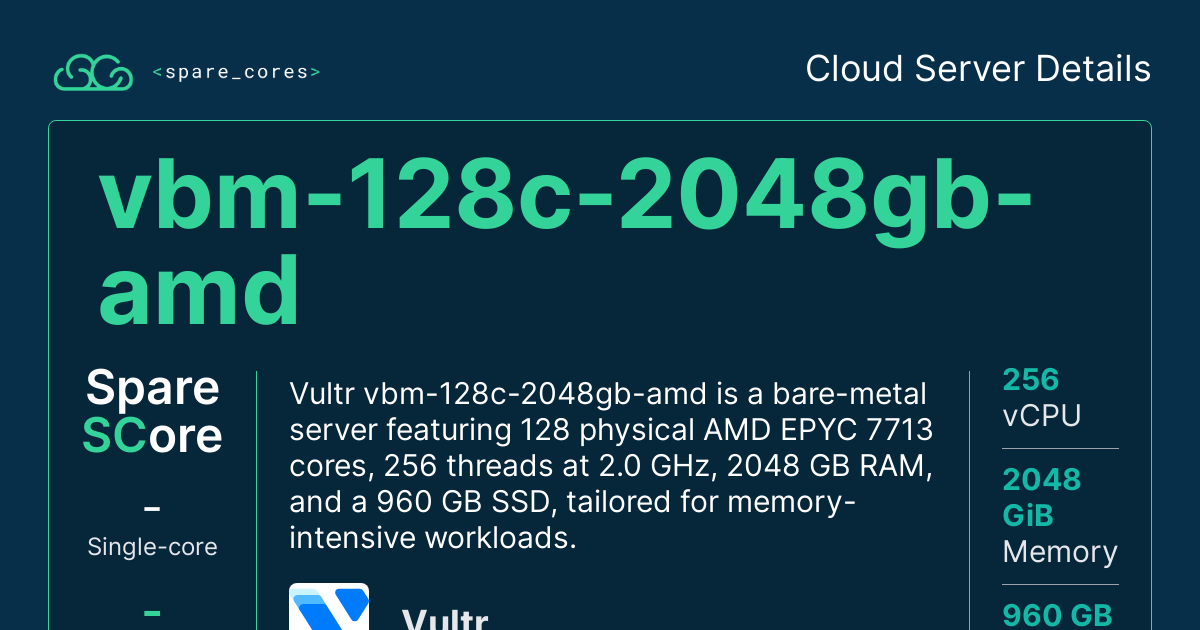 <spare_cores>
Cloud Server Details
vbm-128c-2048gb-
amd
Spare
SCore
–
Single-core
-
Vultr vbm-128c-2048gb-amd is a bare-metal
server featuring 128 physical AMD EPYC 7713
cores, 256 threads at 2.0 GHz, 2048 GB RAM,
and a 960 GB SSD, tailored for memory-
intensive workloads.
Vultr
256
vCPU
2048
GiB
Memory
960 GB